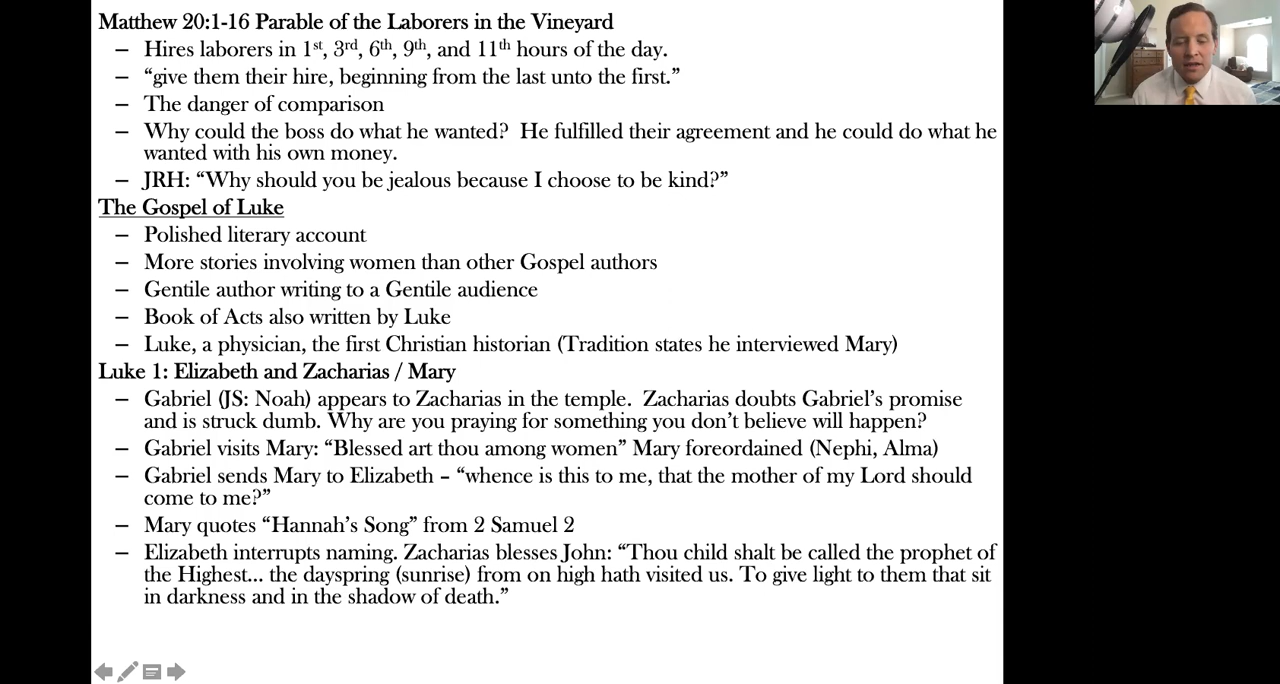 Matthew 20:1-16 Parable of the Laborers in the Vineyard
– Hires laborers in 1st, 3rd, 6th, 9th, and 11th hours of the day.
– “give them their hire, beginning from the last unto the first.”
– The danger of comparison
– Why could the boss do what he wanted?  He fulfilled their agreement and he could do what he
wanted with his own money.
– JRH: “Why should you be jealous because I choose to be kind?”
The Gospel of Luke
– Polished literary account
– More stories involving women than other Gospel authors
– Gentile author writing to a Gentile audience
– Book of Acts also written by Luke
– Luke, a physician, the first Christian historian (Tradition states he interviewed Mary)
Luke 1: Elizabeth and Zacharias / Mary
– Gabriel (JS: Noah) appears to Zacharias in the temple.  Zacharias doubts Gabriel’s promise
and is struck dumb. Why are you praying for something you don’t believe will happen?
– Gabriel visits Mary: “Blessed art thou among women” Mary foreordained (Nephi, Alma)
– Gabriel sends Mary to Elizabeth – “whence is this to me, that the mother of my Lord should
come to me?”
– Mary quotes “Hannah’s Song” from 2 Samuel 2
– Elizabeth interrupts naming. Zacharias blesses John: “Thou child shalt be called the prophet of
the Highest... the dayspring (sunrise) from on high hath visited us. To give light to them that sit
in darkness and in the shadow of death.”